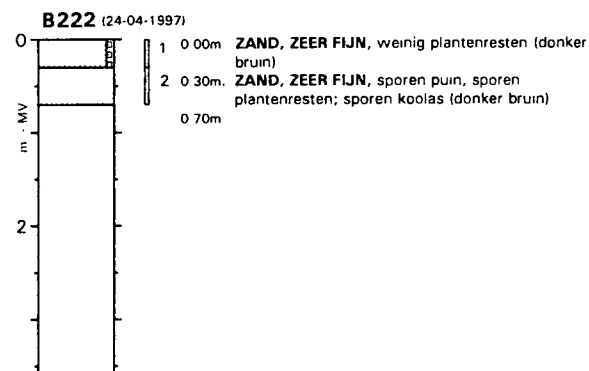 B222 (24-04-1997)
0
1 0 00m ZAND, ZEER FIJN, weinig plantenresten (donker
bruin)
2 0 30m. ZAND, ZEER FIJN, sporen puin, sporen
plantenresten; sporen koolas (donker bruin)
0 70m
m - MV
2